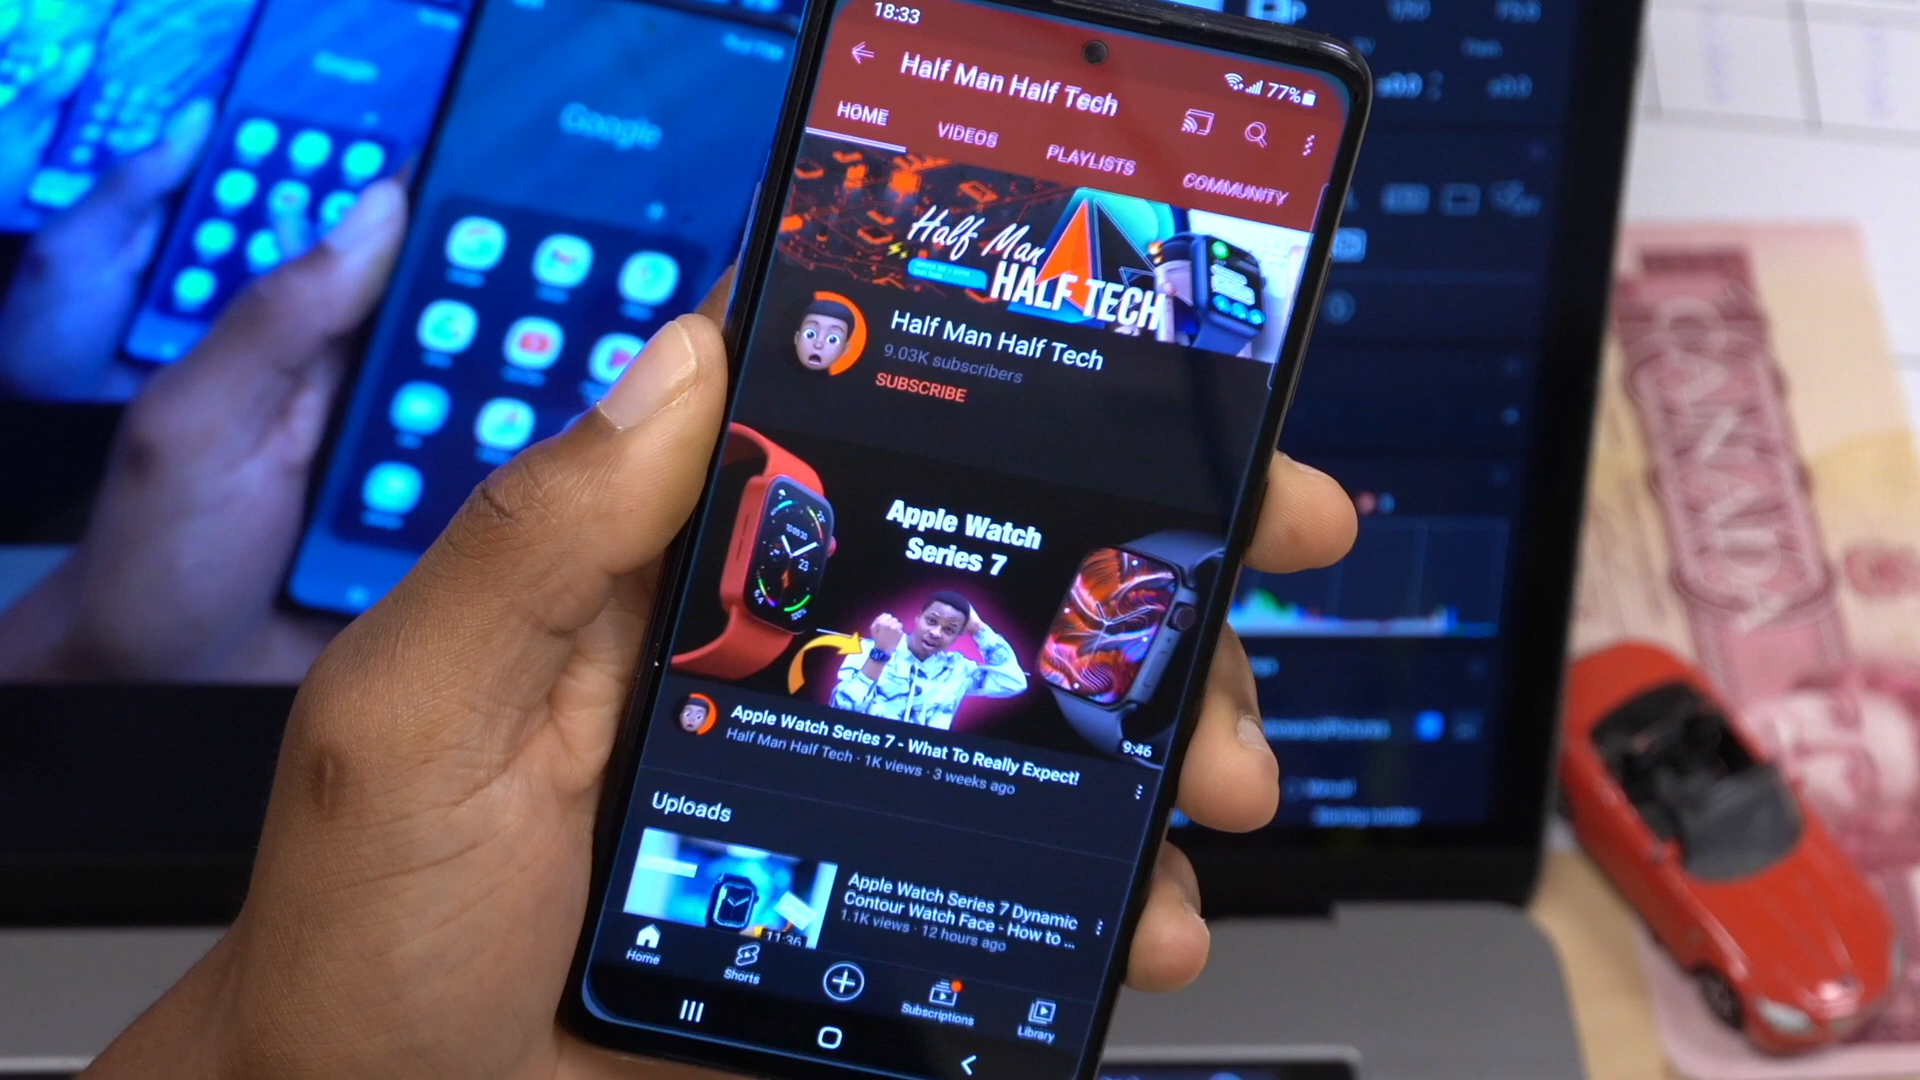 18:33
77%
Half Man Half Tech
HOME
VIDEOS
PLAYLISTS
COMMUNITY
Half Man
HALF TECH
Half Man Half Tech
9.03K subscribers
SUBSCRIBE
Apple Watch
Series 7
9:46
Apple Watch Series 7 - What To Really Expect!
Half Man Half Tech · 1K views · 3 weeks ago
Uploads
11:36
Apple Watch Series 7 Dynamic
Contour Watch Face - How to ...
1.1K views · 12 hours ago
Home
Shorts
Subscriptions
Library
Google
Google
CANADA